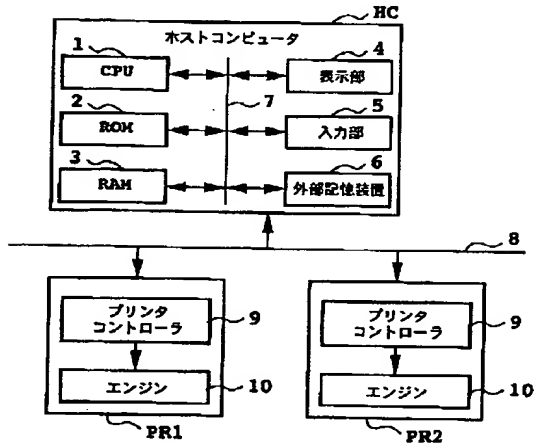 HC
ホストコンピュータ
1
4
CPU
表示部
7
2
5
ROM
入力部
3
6
RAM
外部記憶装置
8
プリンタ
コントローラ
9
プリンタ
コントローラ
9
エンジン
10
エンジン
10
PR1
PR2